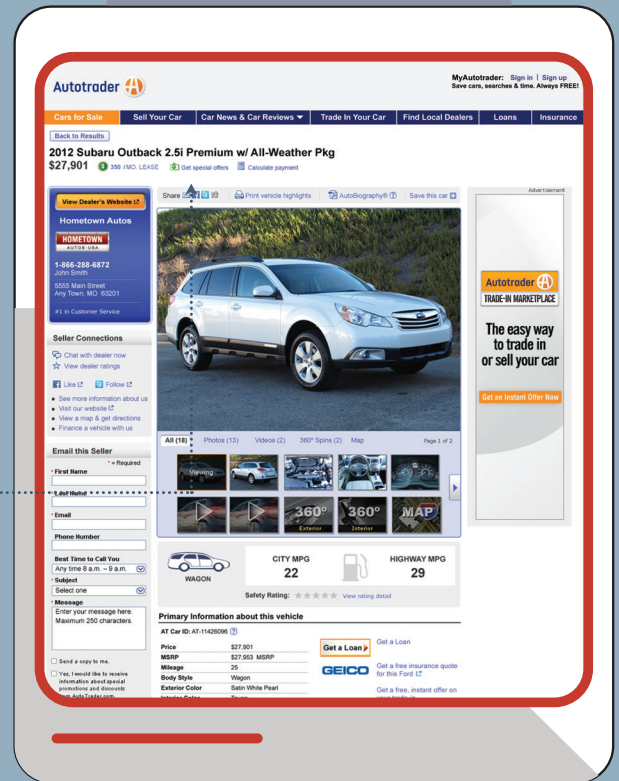 Autotrader
MyAutotrader: Sign in | Sign up
Save cars, searches & time. Always FREE!
Cars for Sale Sell Your Car Car News & Car Reviews Trade In Your Car Find Local Dealers Loans Insurance
Back to Results
2012 Subaru Outback 2.5i Premium w/ All-Weather Pkg
$27,901 350 /MO. LEASE Get special offers Calculate payment
View Dealer's Website
Hometown Autos
HOMETOWN
AUTOS-USA
1-866-288-6872
John Smith
5555 Main Street
Any Town, MO 63201
#1 in Customer Service
Seller Connections
Chat with dealer now
View dealer ratings
Like Follow
See more information about us
Visit our website
View a map & get directions
Finance a vehicle with us
Email this Seller
* = Required
* First Name
* Last Name
* Email
Phone Number
Best Time to Call You
Any time 8 a.m. – 9 a.m.
* Subject
Select one
* Message
Enter your message here.
Maximum 250 characters.
Send a copy to me.
Yes, I would like to receive
information about special
promotions and discounts
from AutoTrader.com
Share Print vehicle highlights AutoBiography® Save this car
All (18) Photos (13) Videos (2) 360° Spins (2) Map Page 1 of 2
Viewing
360°
Exterior
360°
Interior
MAP
WAGON
CITY MPG
22
HIGHWAY MPG
29
Safety Rating: View rating detail
Primary Information about this vehicle
AT Car ID: AT-11426096
Price $27,901
MSRP $27,953 MSRP
Mileage 25
Body Style Wagon
Exterior Color Satin White Pearl
Interior Color
Get a Loan
Get a Loan
GEICO
Get a free insurance quote
for this Ford
Get a free, instant offer on
your trade-in
Advertisement
Autotrader
TRADE-IN MARKETPLACE
The easy way
to trade in
or sell your car
Get an Instant Offer Now